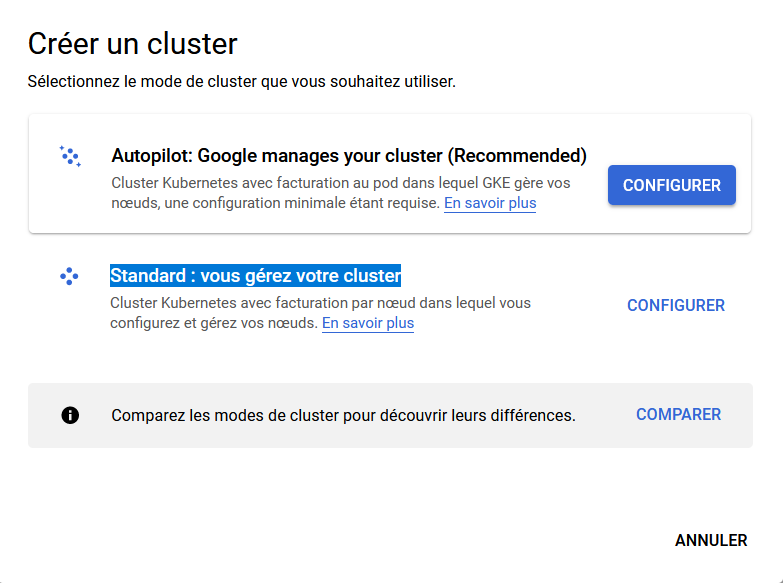 Créer un cluster
Sélectionnez le mode de cluster que vous souhaitez utiliser.
Autopilot: Google manages your cluster (Recommended)
Cluster Kubernetes avec facturation au pod dans lequel GKE gère vos
nœuds, une configuration minimale étant requise. En savoir plus
CONFIGURER
Standard : vous gérez votre cluster
Cluster Kubernetes avec facturation par nœud dans lequel vous
configurez et gérez vos nœuds. En savoir plus
CONFIGURER
Comparez les modes de cluster pour découvrir leurs différences.
COMPARER
ANNULER